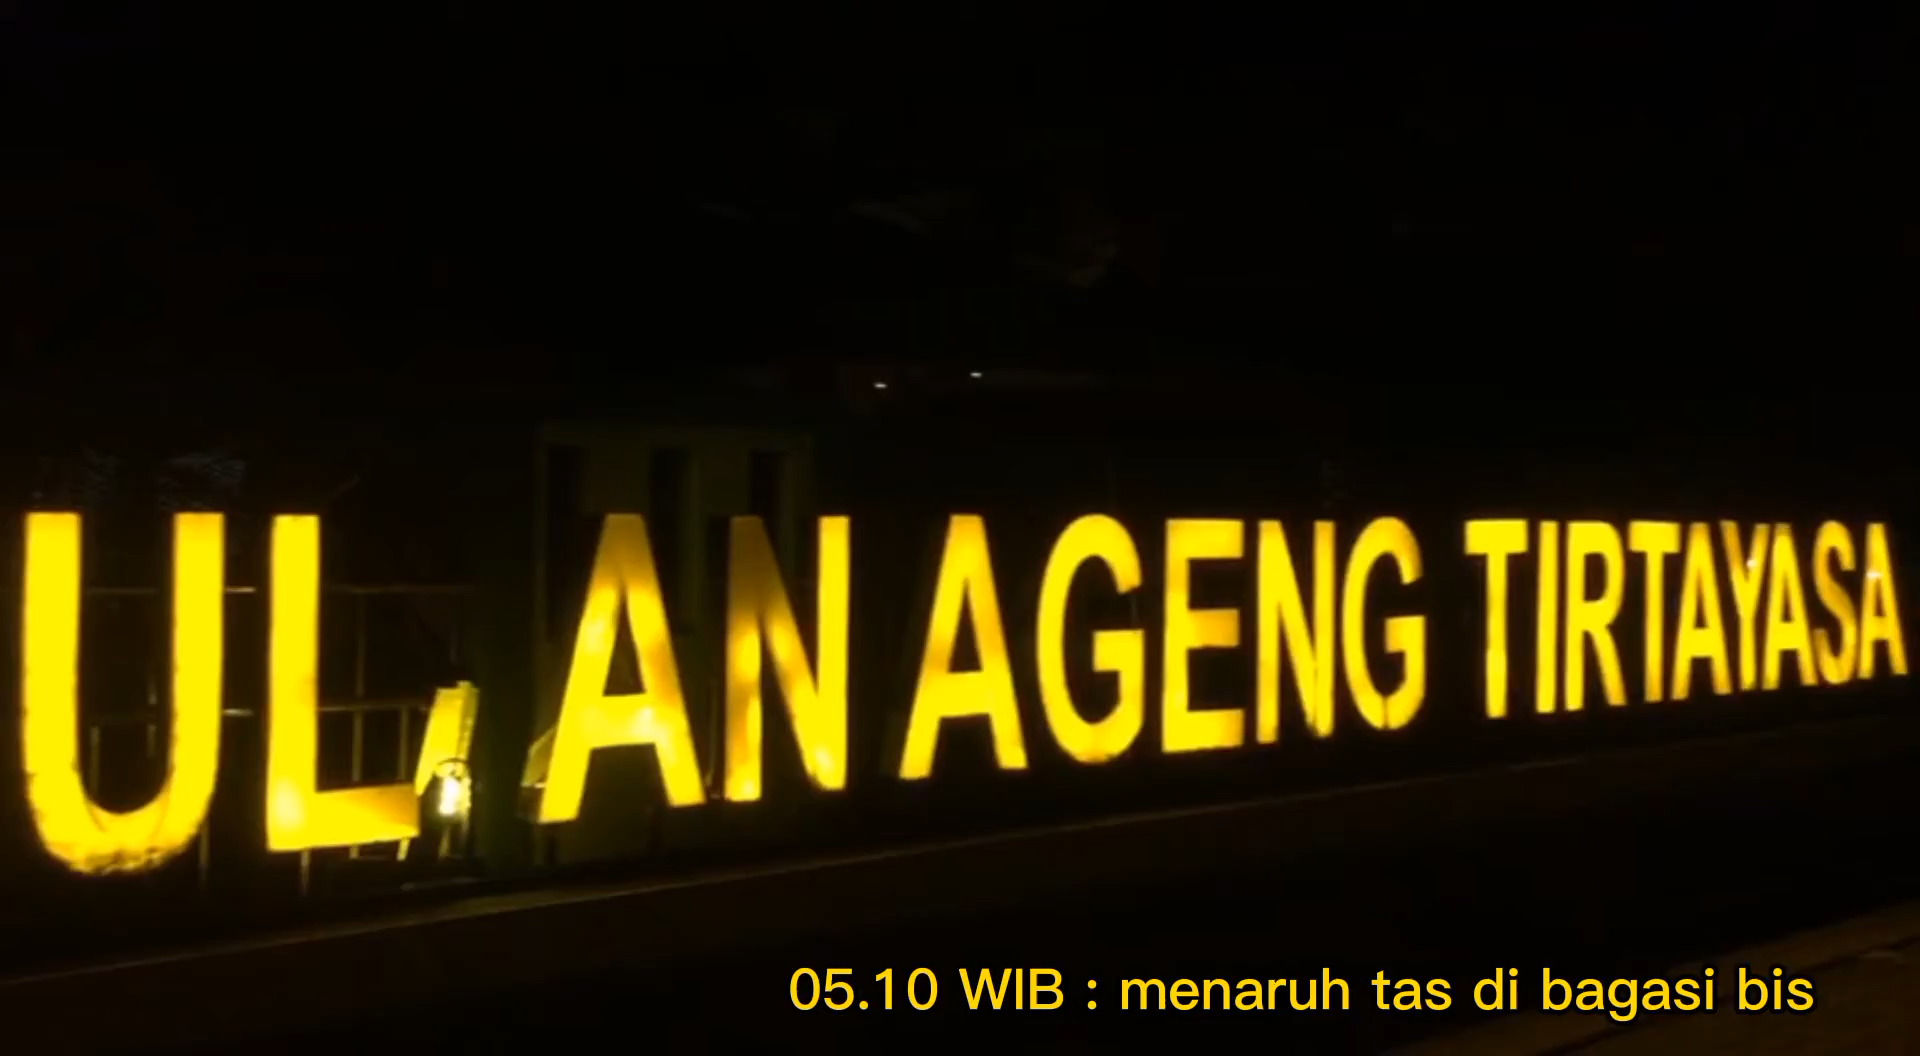 UL AN AGENG TIRTAYASA
05.10 WIB : menaruh tas di bagasi bis